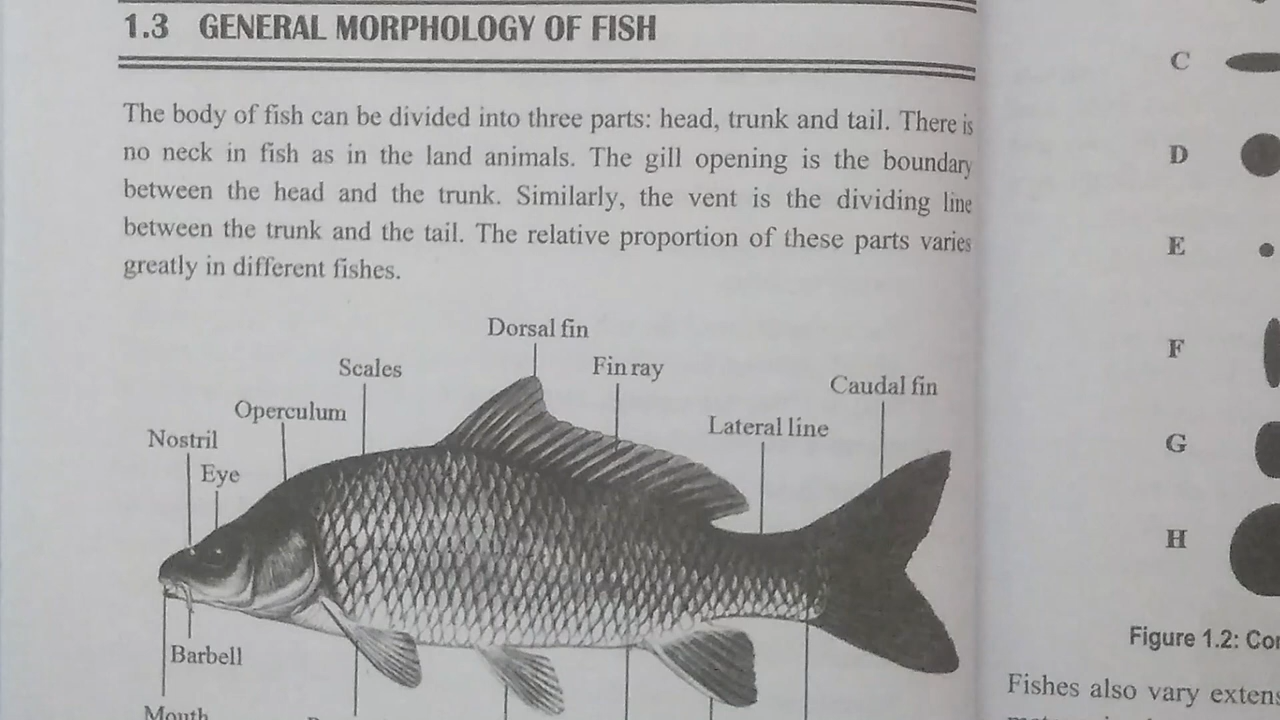 1.3 GENERAL MORPHOLOGY OF FISH
The body of fish can be divided into three parts: head, trunk and tail. There is
no neck in fish as in the land animals. The gill opening is the boundary
between the head and the trunk. Similarly, the vent is the dividing line
between the trunk and the tail. The relative proportion of these parts varies
greatly in different fishes.
Dorsal fin
Scales
Fin ray
Caudal fin
Operculum
Lateral line
Nostril
Eye
Barbell
Mouth
C
D
E
F
G
H
Figure 1.2:
Fishes also vary